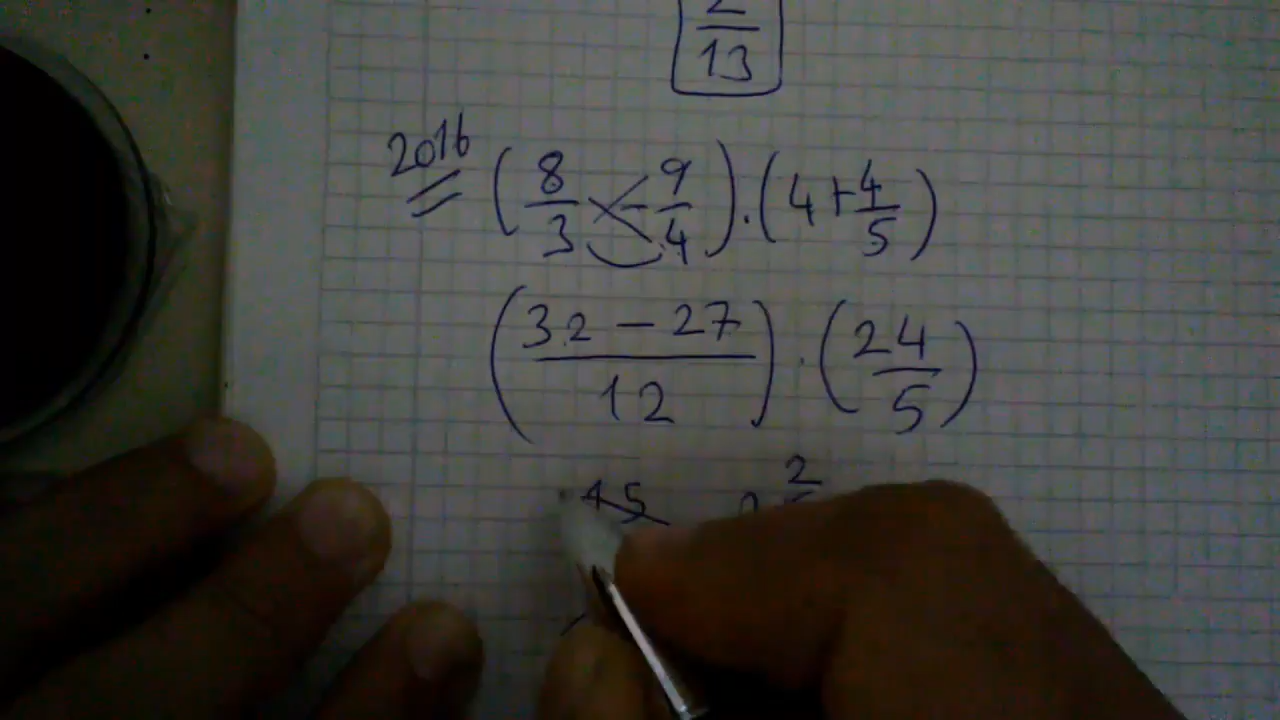 2/13
2016 (8/3 - 9/4) . (4 + 4/5)
(32 - 27 / 12) . (24/5)